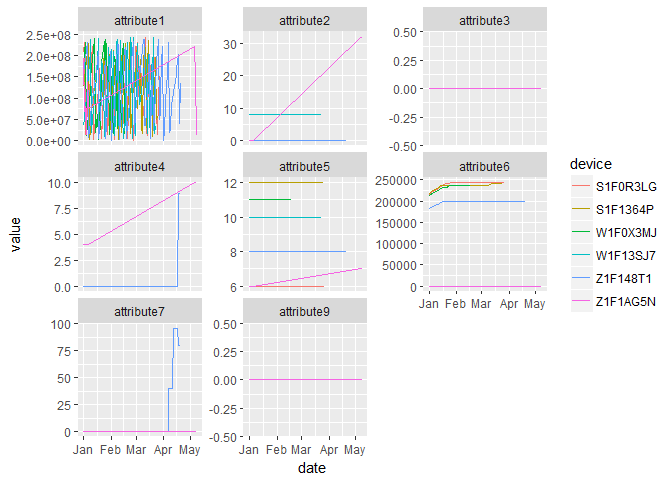 attribute1 attribute2 attribute3
2.5e+08
2.0e+08
1.5e+08
1.0e+08
5.0e+07
0.0e+00
30
20
10
0
0.50
0.25
0.00
-0.25
-0.50
attribute4 attribute5 attribute6
10.0
7.5
5.0
2.5
0.0
12
10
8
6
250000
200000
150000
100000
50000
0
Jan Feb Mar Apr May
attribute7 attribute9
100
75
50
25
0
Jan Feb Mar Apr May
0.50
0.25
0.00
-0.25
-0.50
Jan Feb Mar Apr May
value
date
device
S1F0R3LG
S1F1364P
W1F0X3MJ
W1F13SJ7
Z1F148T1
Z1F1AG5N